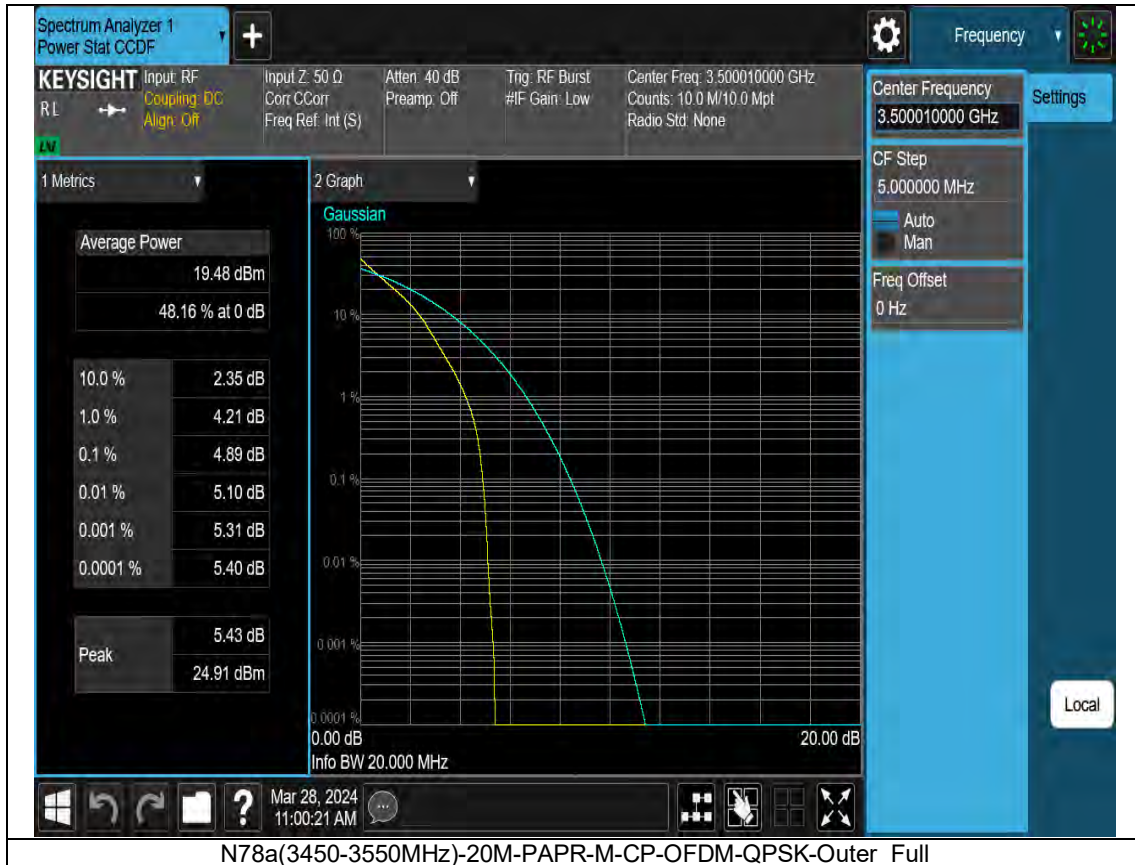 Spectrum Analyzer 1
Power Stat CCDF
Frequency
KEYSIGHT
RL
Input: RF
Coupling: DC
Align: Off
Input Z: 50 Ω
Corr CCorr
Freq Ref: Int (S)
Atten: 40 dB
Preamp: Off
Trig: RF Burst
#IF Gain: Low
Center Freq: 3.500010000 GHz
Counts: 10.0 M/10.0 Mpt
Radio Std: None
Center Frequency
3.500010000 GHz
Settings
CF Step
5.000000 MHz
Auto
Man
Freq Offset
0 Hz
Local
1 Metrics
Average Power
19.48 dBm
48.16 % at 0 dB
10.0 % 2.35 dB
1.0 % 4.21 dB
0.1 % 4.89 dB
0.01 % 5.10 dB
0.001 % 5.31 dB
0.0001 % 5.40 dB
Peak
5.43 dB
24.91 dBm
2 Graph
Gaussian
100 %
10 %
1 %
0.1 %
0.01 %
0.001 %
0.0001 %
0.00 dB 20.00 dB
Info BW 20.000 MHz
?
Mar 28, 2024
11:00:21 AM
N78a(3450-3550MHz)-20M-PAPR-M-CP-OFDM-QPSK-Outer_Full